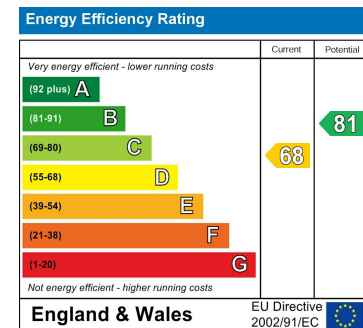 Energy Efficiency Rating
Current Potential
Very energy efficient - lower running costs
(92 plus) A
(81-91) B
81
(69-80) C
68
(55-68) D
(39-54) E
(21-38) F
(1-20) G
Not energy efficient - higher running costs
England & Wales
EU Directive
2002/91/EC